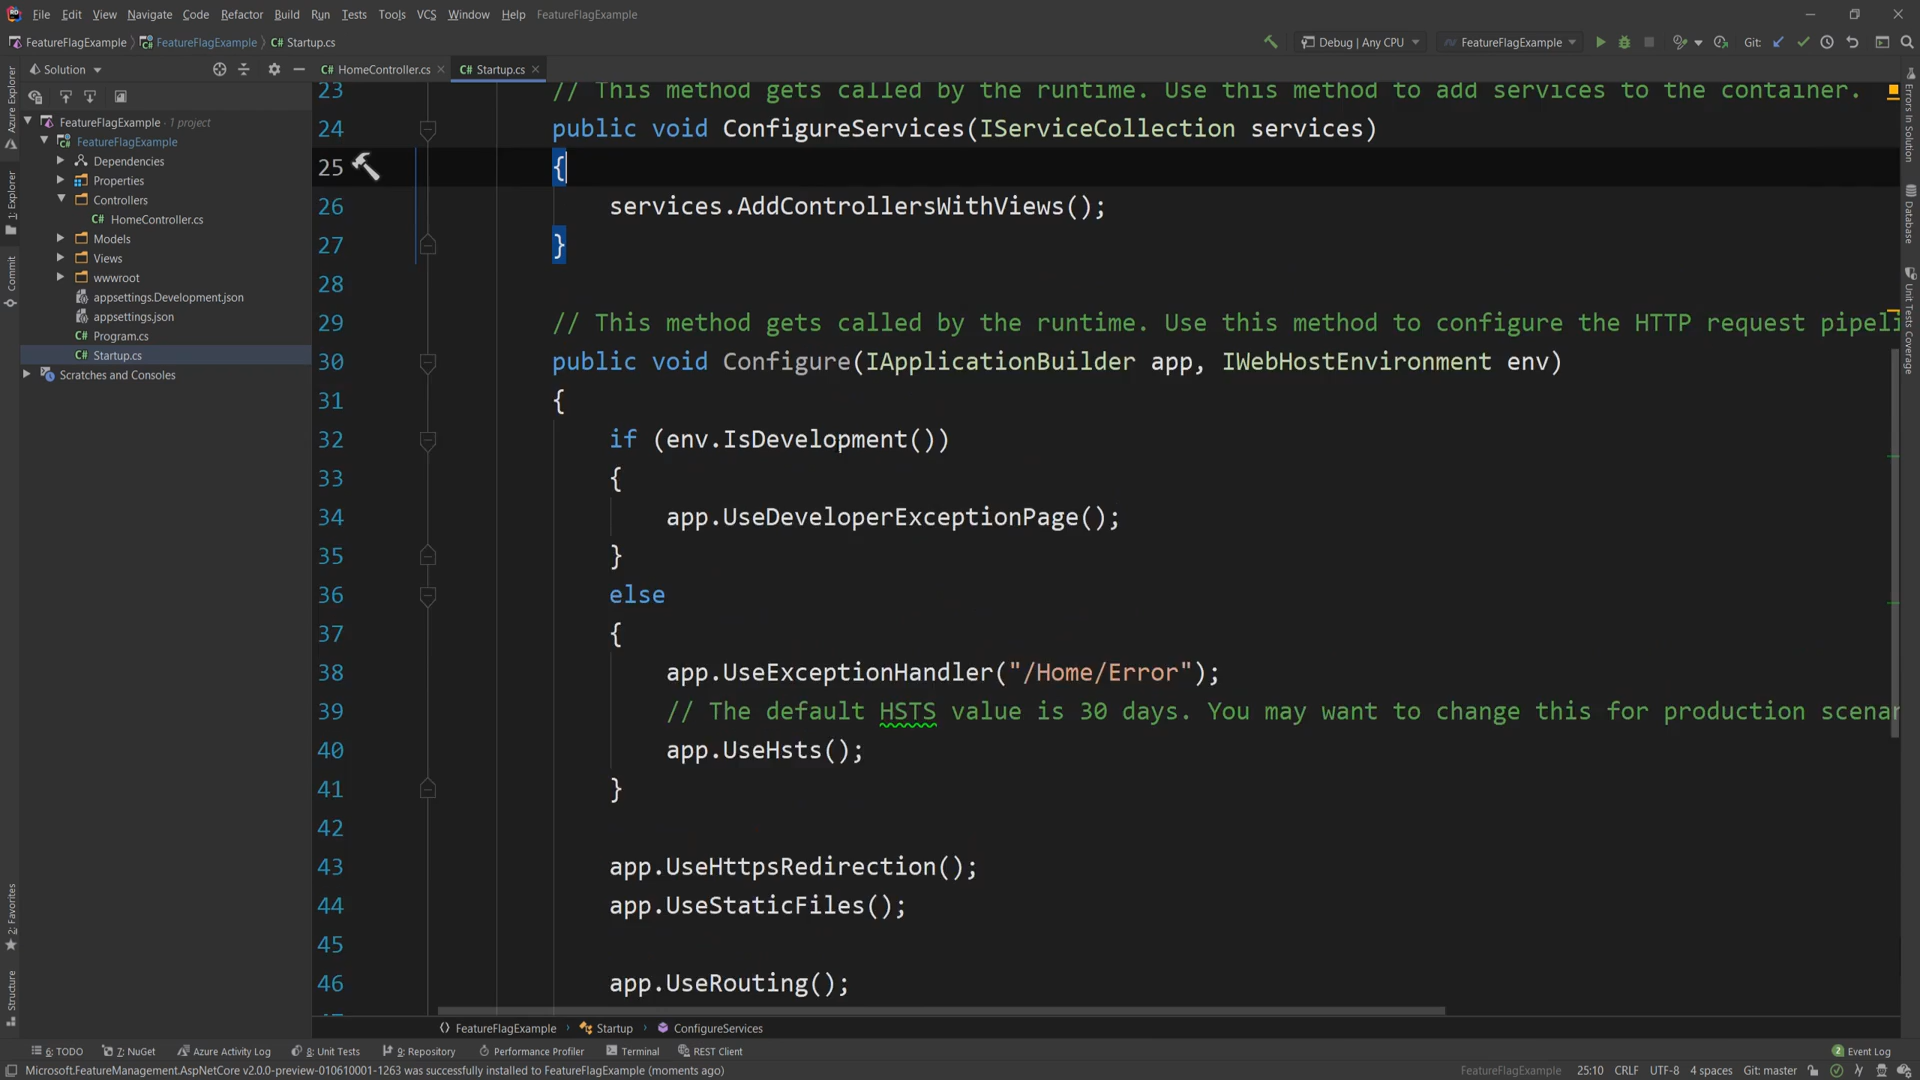 File Edit View Navigate Code Refactor Build Run Tests Tools VCS Window Help FeatureFlagExample
FeatureFlagExample FeatureFlagExample Startup.cs Debug | Any CPU FeatureFlagExample Git:
Solution HomeController.cs Startup.cs
FeatureFlagExample · 1 project
FeatureFlagExample
Dependencies
Properties
Controllers
HomeController.cs
Models
Views
wwwroot
appsettings.Development.json
appsettings.json
Program.cs
Startup.cs
Scratches and Consoles
Azure Explorer
1: Explorer
Commit
2: Favorites
Structure
23 // This method gets called by the runtime. Use this method to add services to the container.
24 public void ConfigureServices(IServiceCollection services)
25 {
26 services.AddControllersWithViews();
27 }
28
29 // This method gets called by the runtime. Use this method to configure the HTTP request pipeli
30 public void Configure(IApplicationBuilder app, IWebHostEnvironment env)
31 {
32 if (env.IsDevelopment())
33 {
34 app.UseDeveloperExceptionPage();
35 }
36 else
37 {
38 app.UseExceptionHandler("/Home/Error");
39 // The default HSTS value is 30 days. You may want to change this for production scenar
40 app.UseHsts();
41 }
42
43 app.UseHttpsRedirection();
44 app.UseStaticFiles();
45
46 app.UseRouting();
Errors In Solution
Database
Unit Tests Coverage
FeatureFlagExample Startup ConfigureServices
6: TODO 7: NuGet Azure Activity Log 8: Unit Tests 9: Repository Performance Profiler Terminal REST Client 2 Event Log
Microsoft.FeatureManagement.AspNetCore v2.0.0-preview-010610001-1263 was successfully installed to FeatureFlagExample (moments ago) FeatureFlagExample 25:10 CRLF UTF-8 4 spaces Git: master